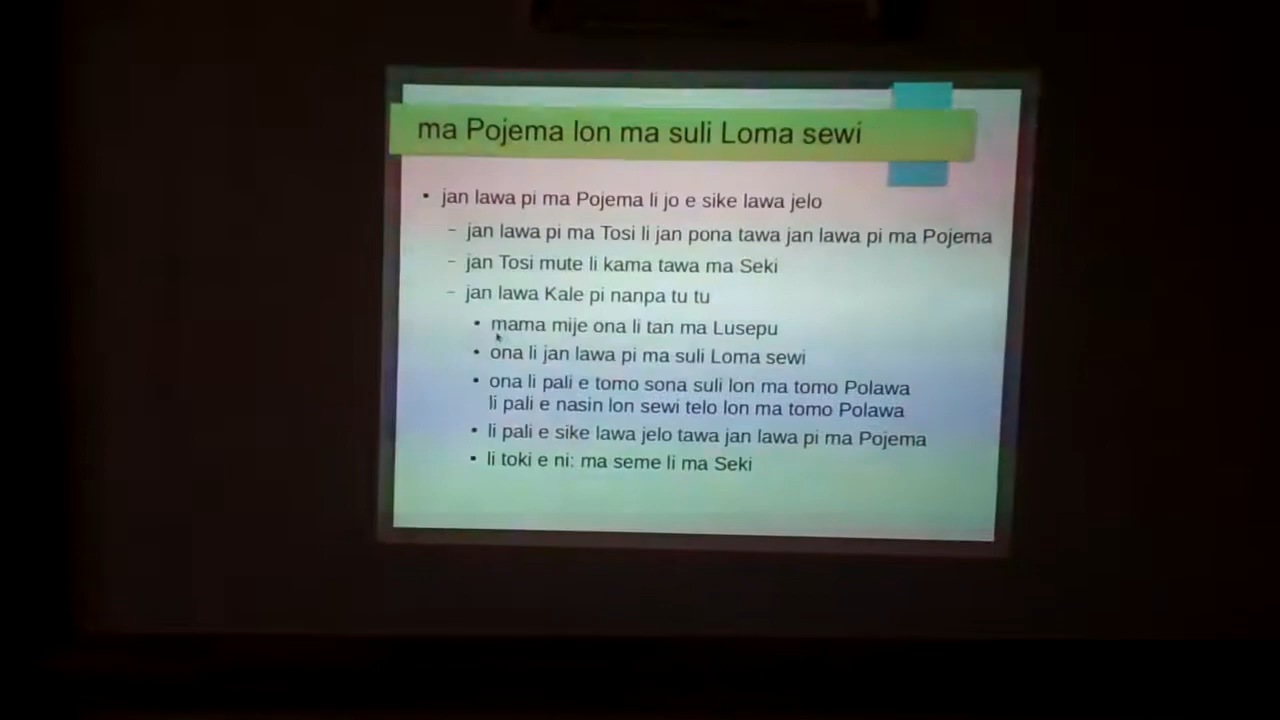 ma Pojema lon ma suli Loma sewi
• jan lawa pi ma Pojema li jo e sike lawa jelo
– jan lawa pi ma Tosi li jan pona tawa jan lawa pi ma Pojema
– jan Tosi mute li kama tawa ma Seki
– jan lawa Kale pi nanpa tu tu
• mama mije ona li tan ma Lusepu
• ona li jan lawa pi ma suli Loma sewi
• ona li pali e tomo sona suli lon ma tomo Polawa
li pali e nasin lon sewi telo lon ma tomo Polawa
• li pali e sike lawa jelo tawa jan lawa pi ma Pojema
• li toki e ni: ma seme li ma Seki